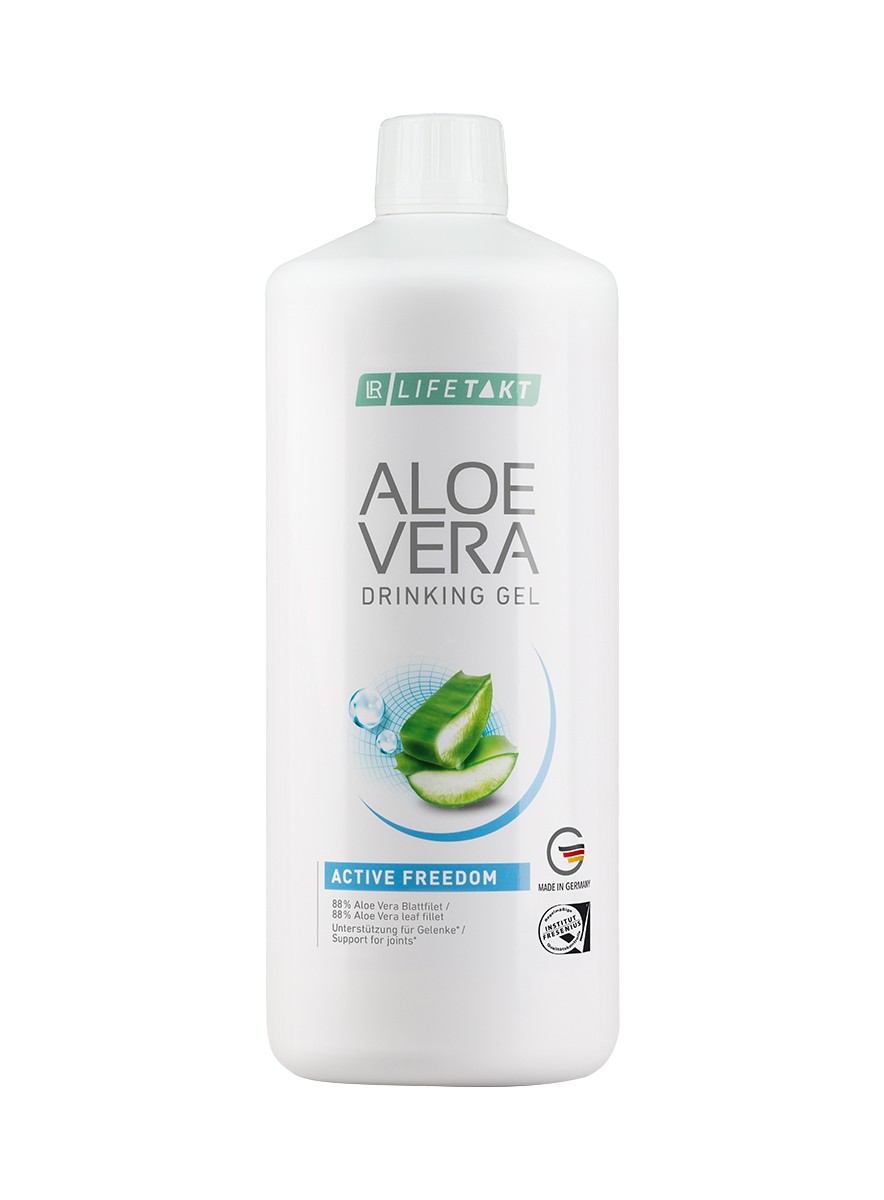 LR LIFETAKT
ALOE
VERA
DRINKING GEL
ACTIVE FREEDOM
88% Aloe Vera Blattfilet /
88% Aloe Vera leaf fillet
Unterstützung für Gelenke* /
Support for joints*
MADE IN GERMANY
regelmäßige
INSTITUT
FRESENIUS